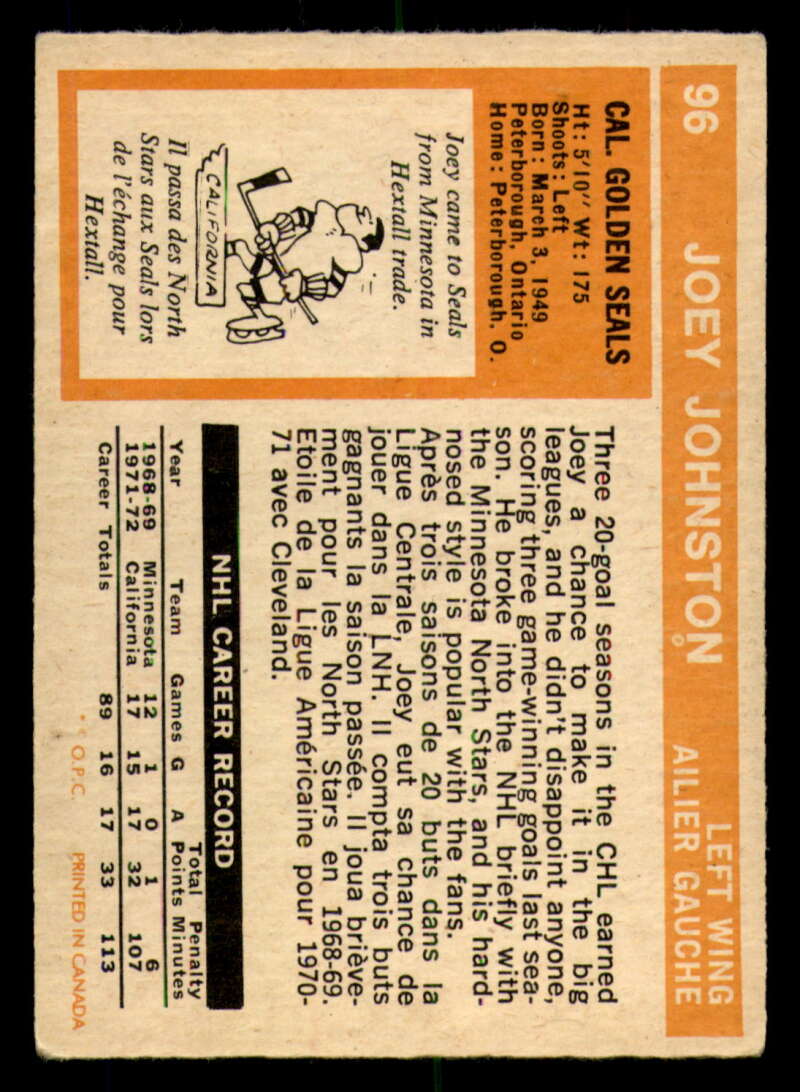 96 JOEY JOHNSTON LEFT WING
AILIER GAUCHE
CAL. GOLDEN SEALS
Ht: 5'10" Wt: 175
Shoots: Left
Born: March 3, 1949
Peterborough, Ontario
Home: Peterborough, O.
Joey came to Seals
from Minnesota in
Hextall trade.
CALIFORNIA
Il passa des North
Stars aux Seals lors
de l'échange pour
Hextall.
Three 20-goal seasons in the CHL earned
Joey a chance to make it in the big
leagues, and he didn't disappoint anyone,
scoring three game-winning goals last sea-
son. He broke into the NHL briefly with
the Minnesota North Stars, and his hard-
nosed style is popular with the fans.
Après trois saisons de 20 buts dans la
Ligue Centrale, Joey eut sa chance de
jouer dans la LNH. Il compta trois buts
gagnants la saison passée. Il joua briève-
ment pour les North Stars en 1968-69.
Etoile de la Ligue Américaine pour 1970-
71 avec Cleveland.
NHL CAREER RECORD
Total Penalty
Year Team Games G A Points Minutes
1968-69 Minnesota 12 1 0 1 6
1971-72 California 17 15 17 32 107
Career Totals 89 16 17 33 113
* * O.P.C. PRINTED IN CANADA